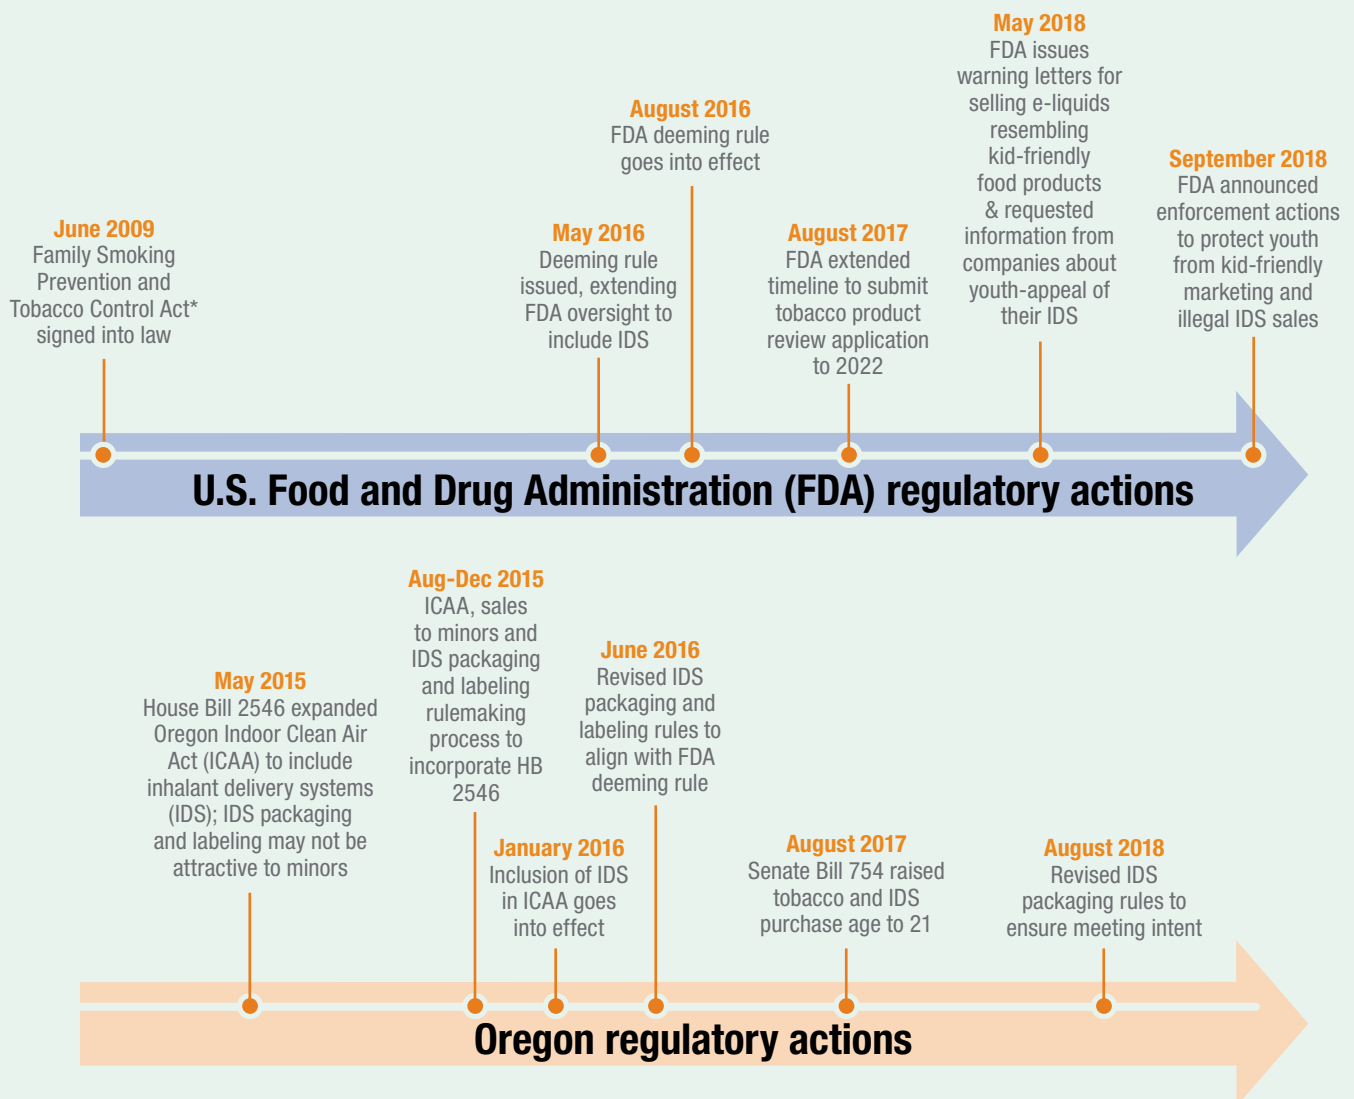 June 2009
Family Smoking
Prevention and
Tobacco Control Act*
signed into law
May 2016
Deeming rule
issued, extending
FDA oversight to
include IDS
August 2016
FDA deeming rule
goes into effect
August 2017
FDA extended
timeline to submit
tobacco product
review application
to 2022
May 2018
FDA issues
warning letters for
selling e-liquids
resembling
kid-friendly
food products
& requested
information from
companies about
youth-appeal of
their IDS
September 2018
FDA announced
enforcement actions
to protect youth
from kid-friendly
marketing and
illegal IDS sales
U.S. Food and Drug Administration (FDA) regulatory actions
May 2015
House Bill 2546 expanded
Oregon Indoor Clean Air
Act (ICAA) to include
inhalant delivery systems
(IDS); IDS packaging
and labeling may not be
attractive to minors
Aug-Dec 2015
ICAA, sales
to minors and
IDS packaging
and labeling
rulemaking
process to
incorporate HB
2546
January 2016
Inclusion of IDS
in ICAA goes
into effect
June 2016
Revised IDS
packaging and
labeling rules to
align with FDA
deeming rule
August 2017
Senate Bill 754 raised
tobacco and IDS
purchase age to 21
August 2018
Revised IDS
packaging rules to
ensure meeting intent
Oregon regulatory actions